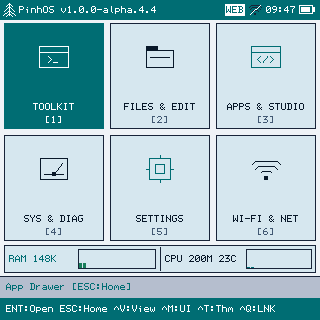 PinhOS v1.0.0-alpha.4.4 WEB 09:47
TOOLKIT FILES & EDIT APPS & STUDIO
[1] [2] [3]
SYS & DIAG SETTINGS WI-FI & NET
[4] [5] [6]
RAM 148K CPU 200M 23C
App Drawer [ESC:Home]
ENT:Open ESC:Home ^V:View ^M:UI ^T:Thm ^Q:LNK